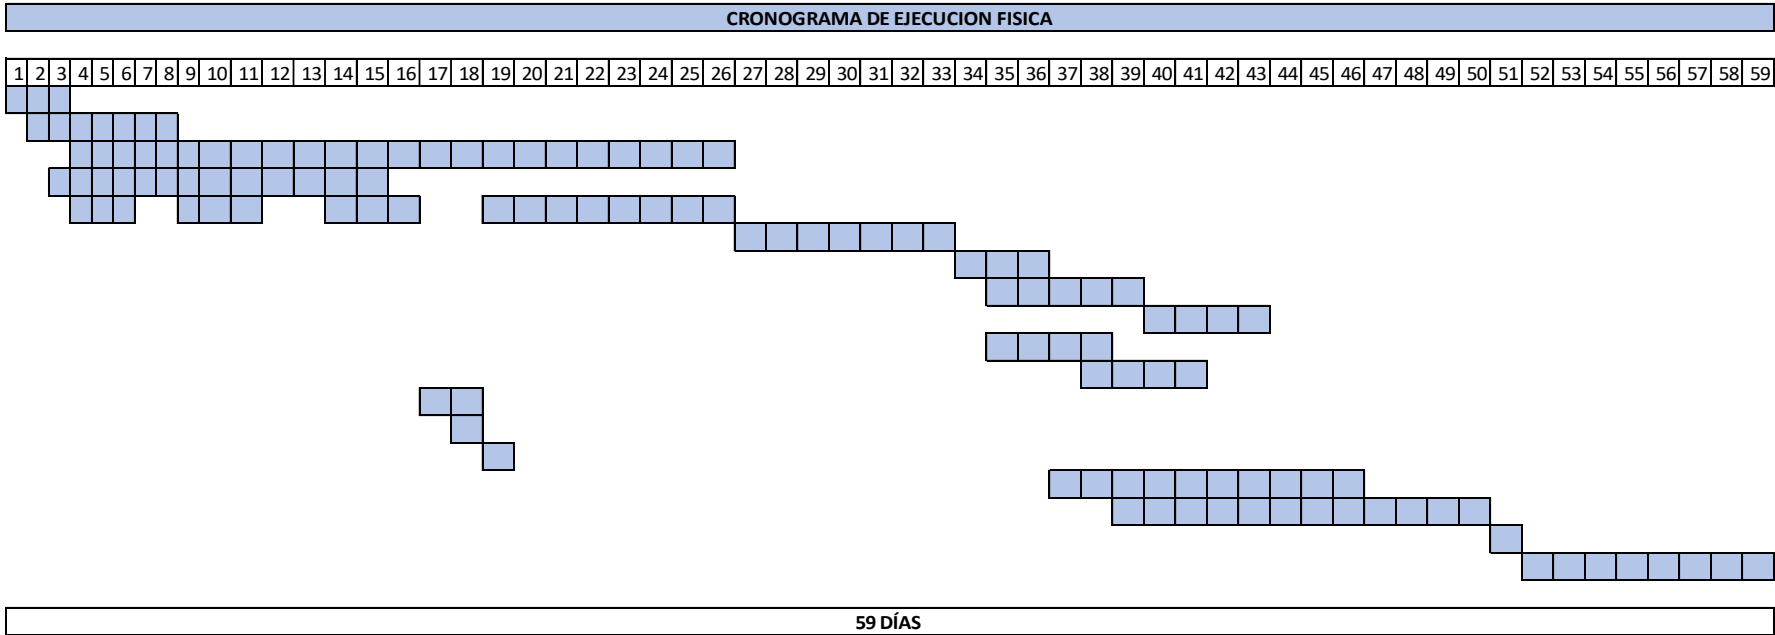 CRONOGRAMA DE EJECUCION FISICA
1 2 3 4 5 6 7 8 9 10 11 12 13 14 15 16 17 18 19 20 21 22 23 24 25 26 27 28 29 30 31 32 33 34 35 36 37 38 39 40 41 42 43 44 45 46 47 48 49 50 51 52 53 54 55 56 57 58 59
59 DÍAS